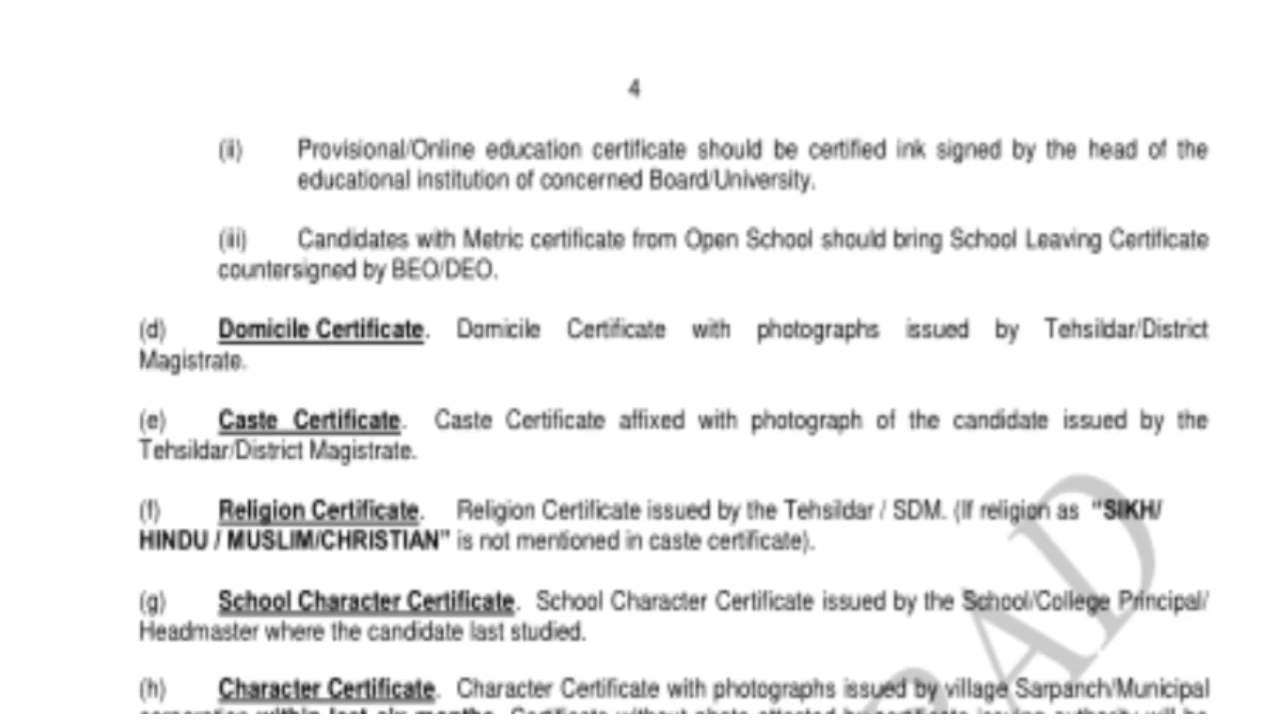 4
(ii) Provisional/Online education certificate should be certified ink signed by the head of the
educational institution of concerned Board/University.
(iii) Candidates with Metric certificate from Open School should bring School Leaving Certificate
countersigned by BEO/DEO.
(d) Domicile Certificate. Domicile Certificate with photographs issued by Tehsildar/District
Magistrate.
(e) Caste Certificate. Caste Certificate affixed with photograph of the candidate issued by the
Tehsildar/District Magistrate.
(f) Religion Certificate. Religion Certificate issued by the Tehsildar / SDM. (If religion as “SIKH/
HINDU / MUSLIM/CHRISTIAN” is not mentioned in caste certificate).
(g) School Character Certificate. School Character Certificate issued by the School/College Principal/
Headmaster where the candidate last studied.
(h) Character Certificate. Character Certificate with photographs issued by village Sarpanch/Municipal